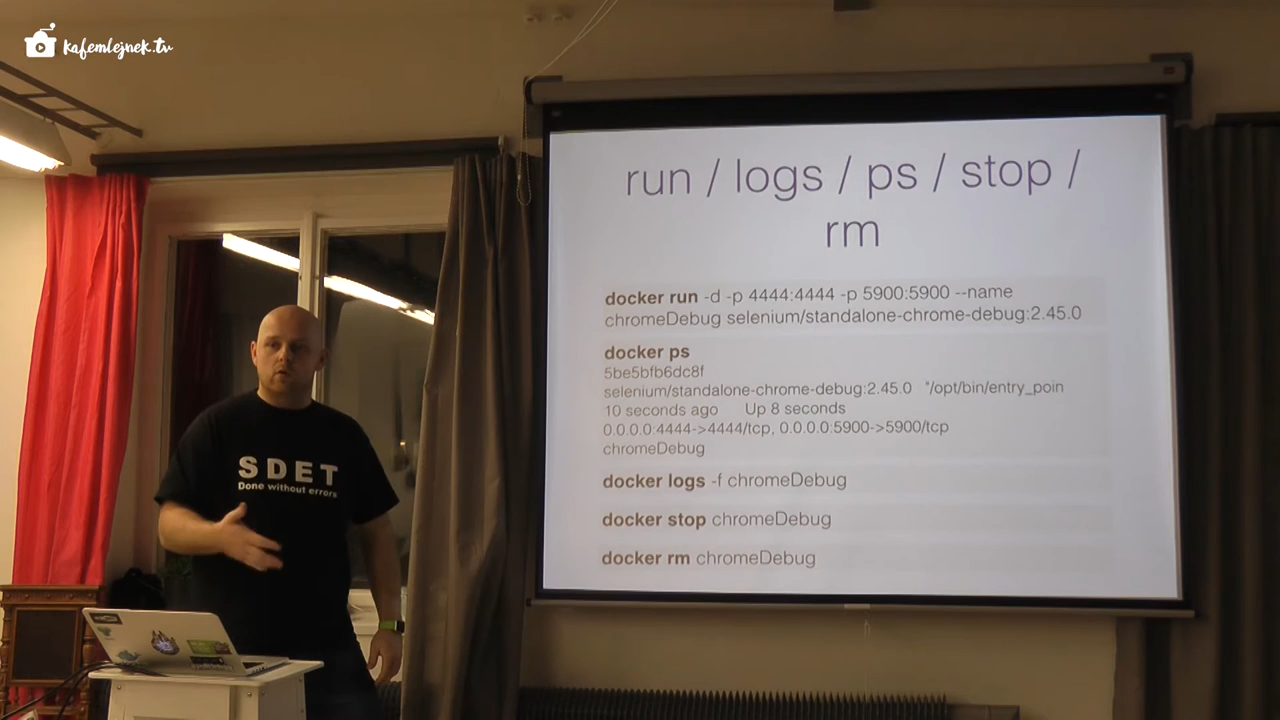 kafemlejnek.tv
run / logs / ps / stop /
rm
docker run -d -p 4444:4444 -p 5900:5900 --name
chromeDebug selenium/standalone-chrome-debug:2.45.0
docker ps
5be5bfb6dc8f
selenium/standalone-chrome-debug:2.45.0 "/opt/bin/entry_poin
10 seconds ago Up 8 seconds
0.0.0.0:4444->4444/tcp, 0.0.0.0:5900->5900/tcp
chromeDebug
docker logs -f chromeDebug
docker stop chromeDebug
docker rm chromeDebug
SDET
Done without errors